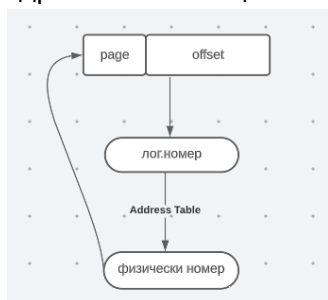 page offset
лог.номер
Address Table
физически номер